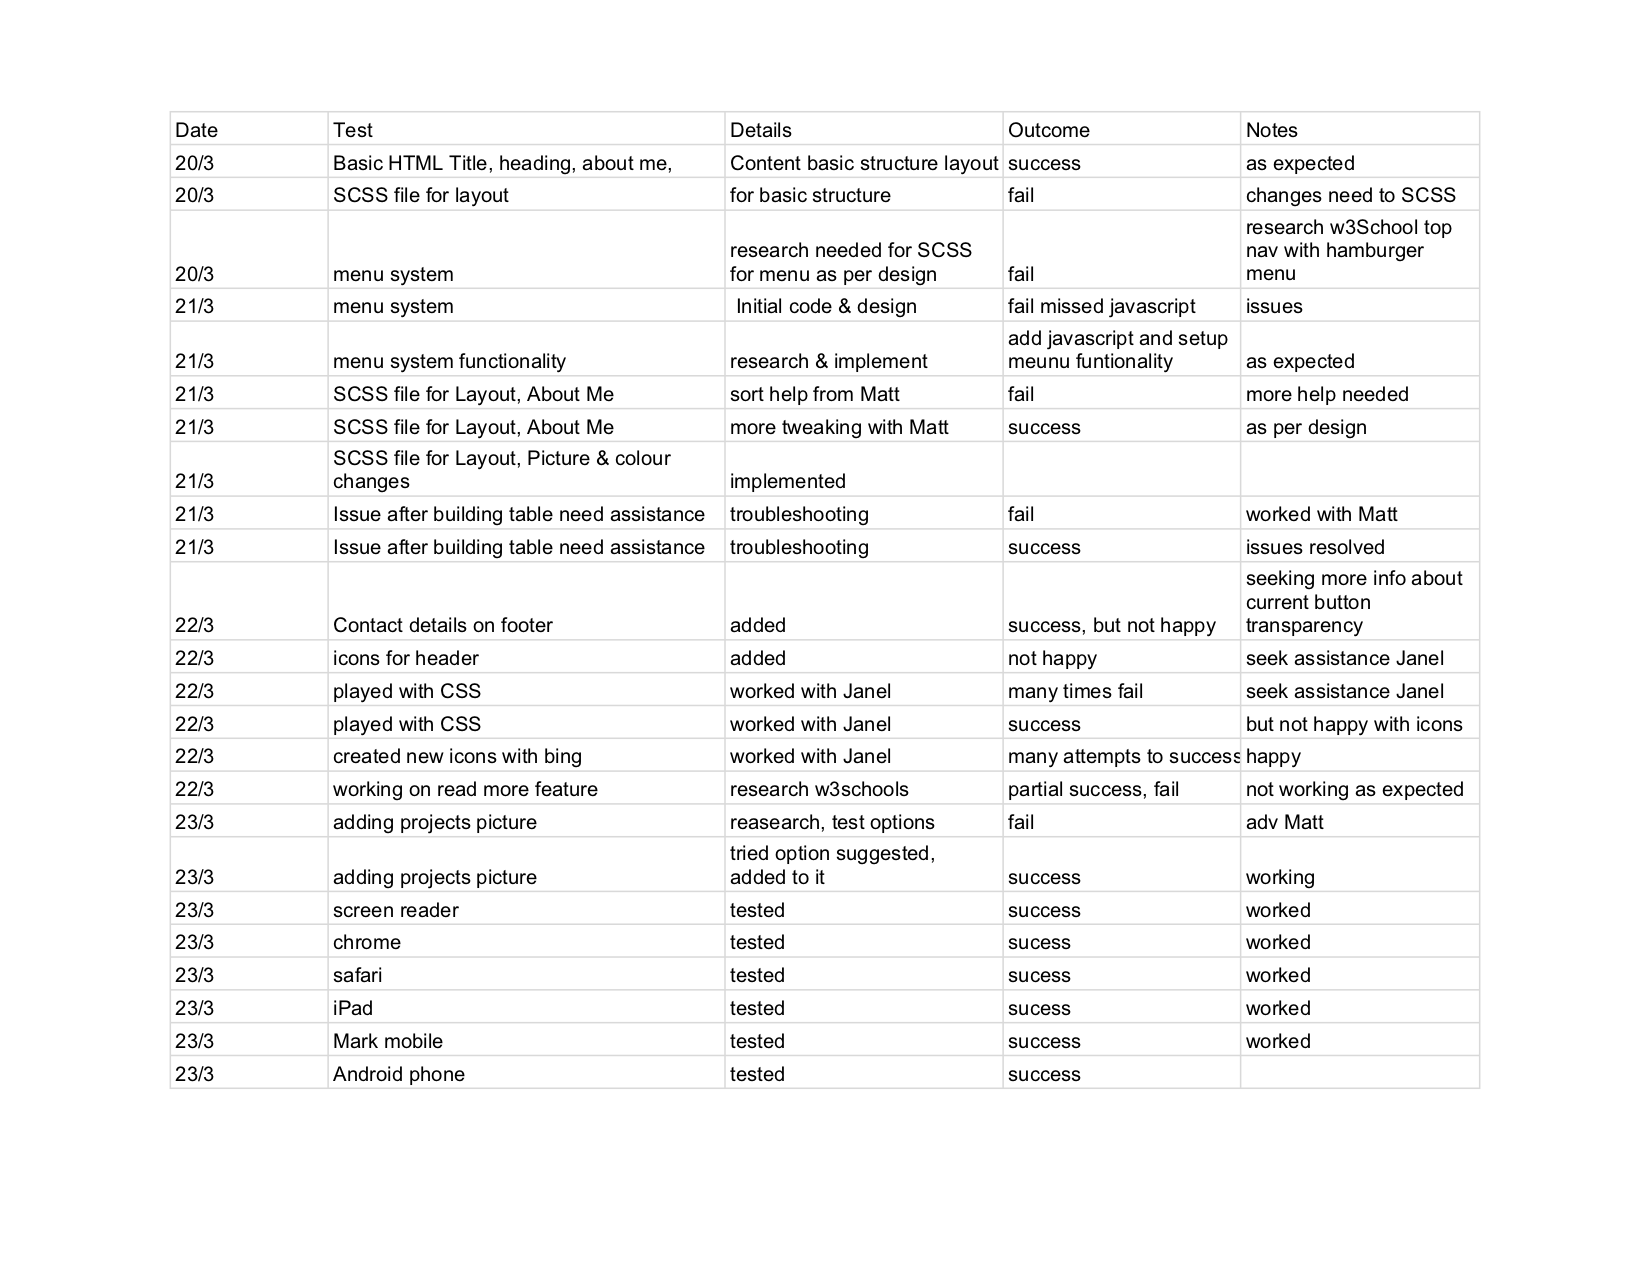 Date Test Details Outcome Notes
20/3 Basic HTML Title, heading, about me, Content basic structure layout success as expected
20/3 SCSS file for layout for basic structure fail changes need to SCSS
20/3 menu system research needed for SCSS for menu as per design fail research w3School top nav with hamburger menu
21/3 menu system Initial code & design fail missed javascript issues
21/3 menu system functionality research & implement add javascript and setup meunu funtionality as expected
21/3 SCSS file for Layout, About Me sort help from Matt fail more help needed
21/3 SCSS file for Layout, About Me more tweaking with Matt success as per design
21/3 SCSS file for Layout, Picture & colour changes implemented
21/3 Issue after building table need assistance troubleshooting fail worked with Matt
21/3 Issue after building table need assistance troubleshooting success issues resolved
22/3 Contact details on footer added success, but not happy seeking more info about current button transparency
22/3 icons for header added not happy seek assistance Janel
22/3 played with CSS worked with Janel many times fail seek assistance Janel
22/3 played with CSS worked with Janel success but not happy with icons
22/3 created new icons with bing worked with Janel many attempts to success happy
22/3 working on read more feature research w3schools partial success, fail not working as expected
23/3 adding projects picture reasearch, test options fail adv Matt
23/3 adding projects picture tried option suggested, added to it success working
23/3 screen reader tested success worked
23/3 chrome tested sucess worked
23/3 safari tested sucess worked
23/3 iPad tested sucess worked
23/3 Mark mobile tested success worked
23/3 Android phone tested success